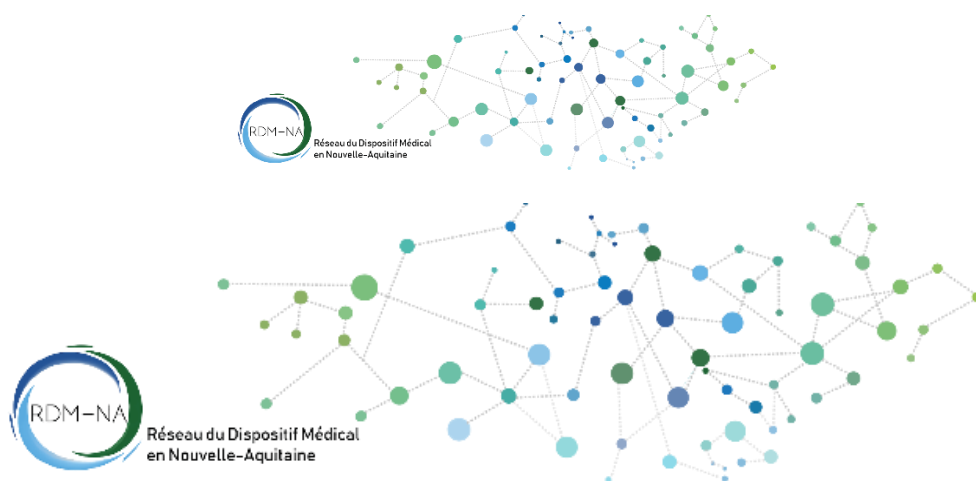 RDM-NA
Réseau du Dispositif Médical
en Nouvelle-Aquitaine
RDM-NA
Réseau du Dispositif Médical
en Nouvelle-Aquitaine